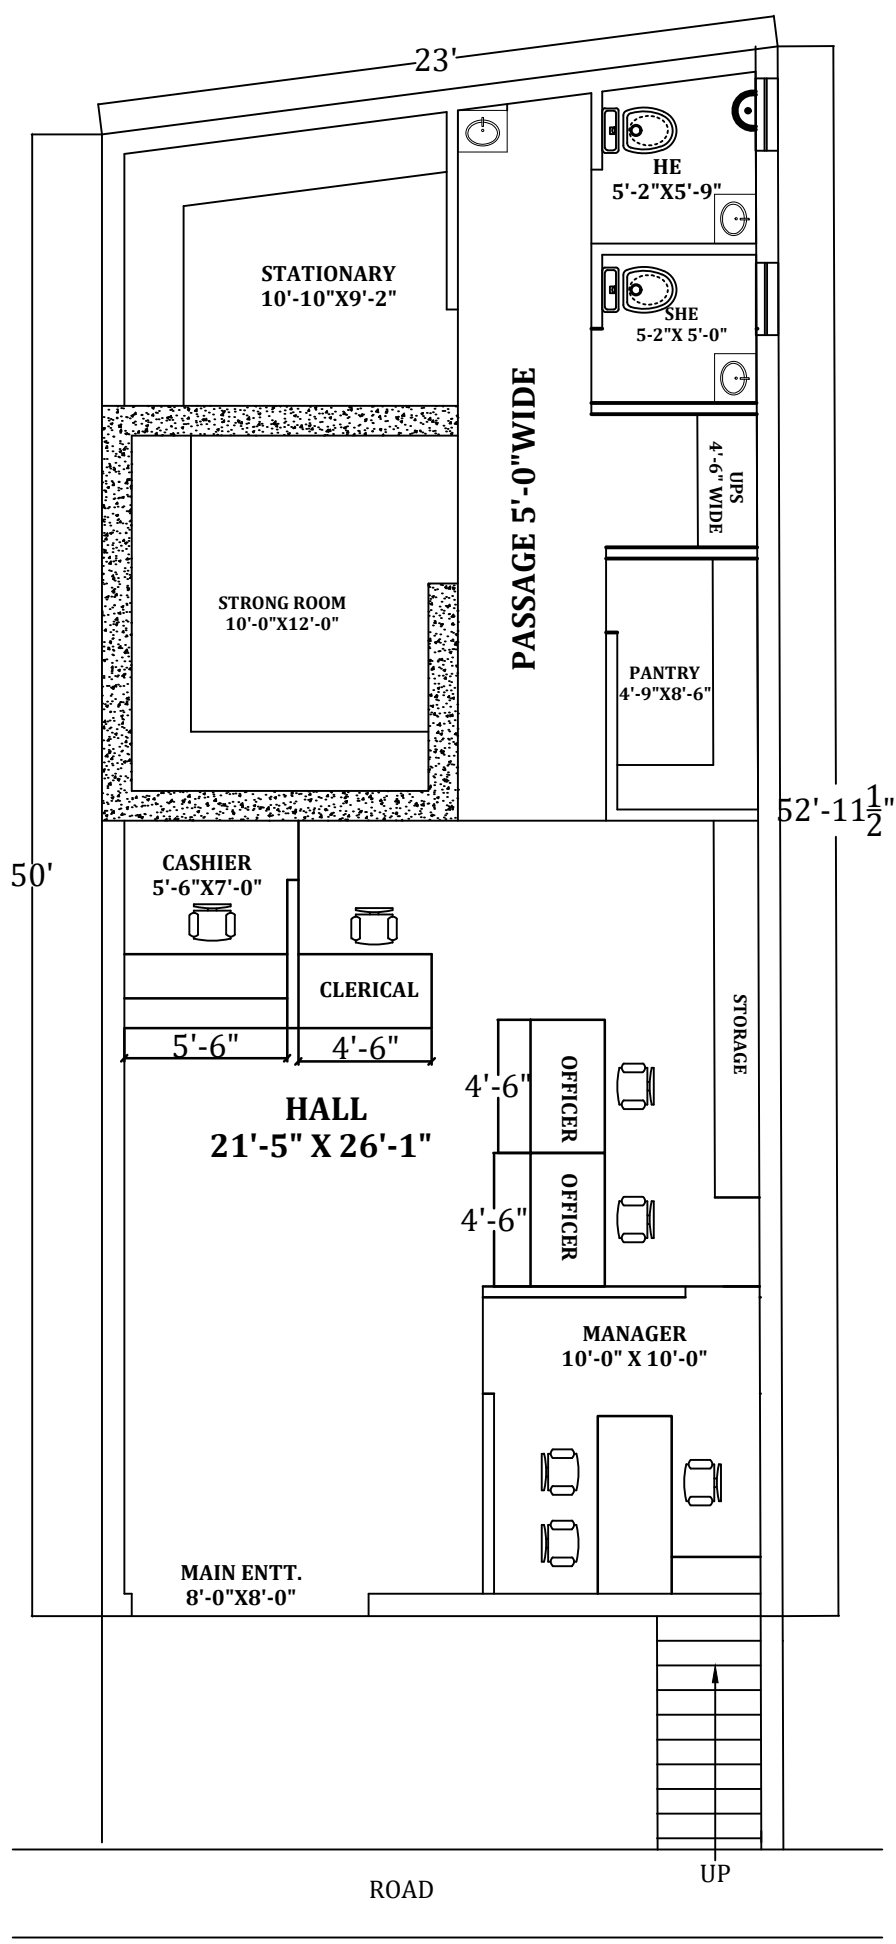 23'
HE
5'-2"X5'-9"
STATIONARY
10'-10"X9'-2"
SHE
5-2"X 5'-0"
PASSAGE 5'-0"WIDE
UPS
4'-6" WIDE
STRONG ROOM
10'-0"X12'-0"
PANTRY
4'-9"X8'-6"
52'-11 1/2"
50'
CASHIER
5'-6"X7'-0"
CLERICAL
STORAGE
5'-6"
4'-6"
4'-6"
OFFICER
HALL
21'-5" X 26'-1"
4'-6"
OFFICER
MANAGER
10'-0" X 10'-0"
MAIN ENTT.
8'-0"X8'-0"
UP
ROAD